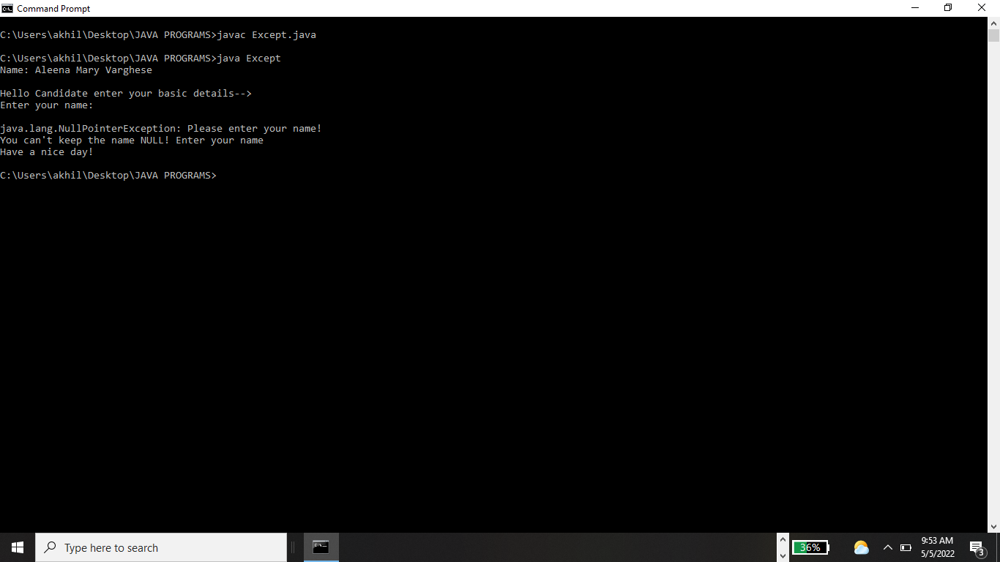 Command Prompt
C:\Users\akhil\Desktop\JAVA PROGRAMS>javac Except.java
C:\Users\akhil\Desktop\JAVA PROGRAMS>java Except
Name: Aleena Mary Varghese
Hello Candidate enter your basic details-->
Enter your name:
java.lang.NullPointerException: Please enter your name!
You can't keep the name NULL! Enter your name
Have a nice day!
C:\Users\akhil\Desktop\JAVA PROGRAMS>
Type here to search
36%
9:53 AM
5/5/2022
3